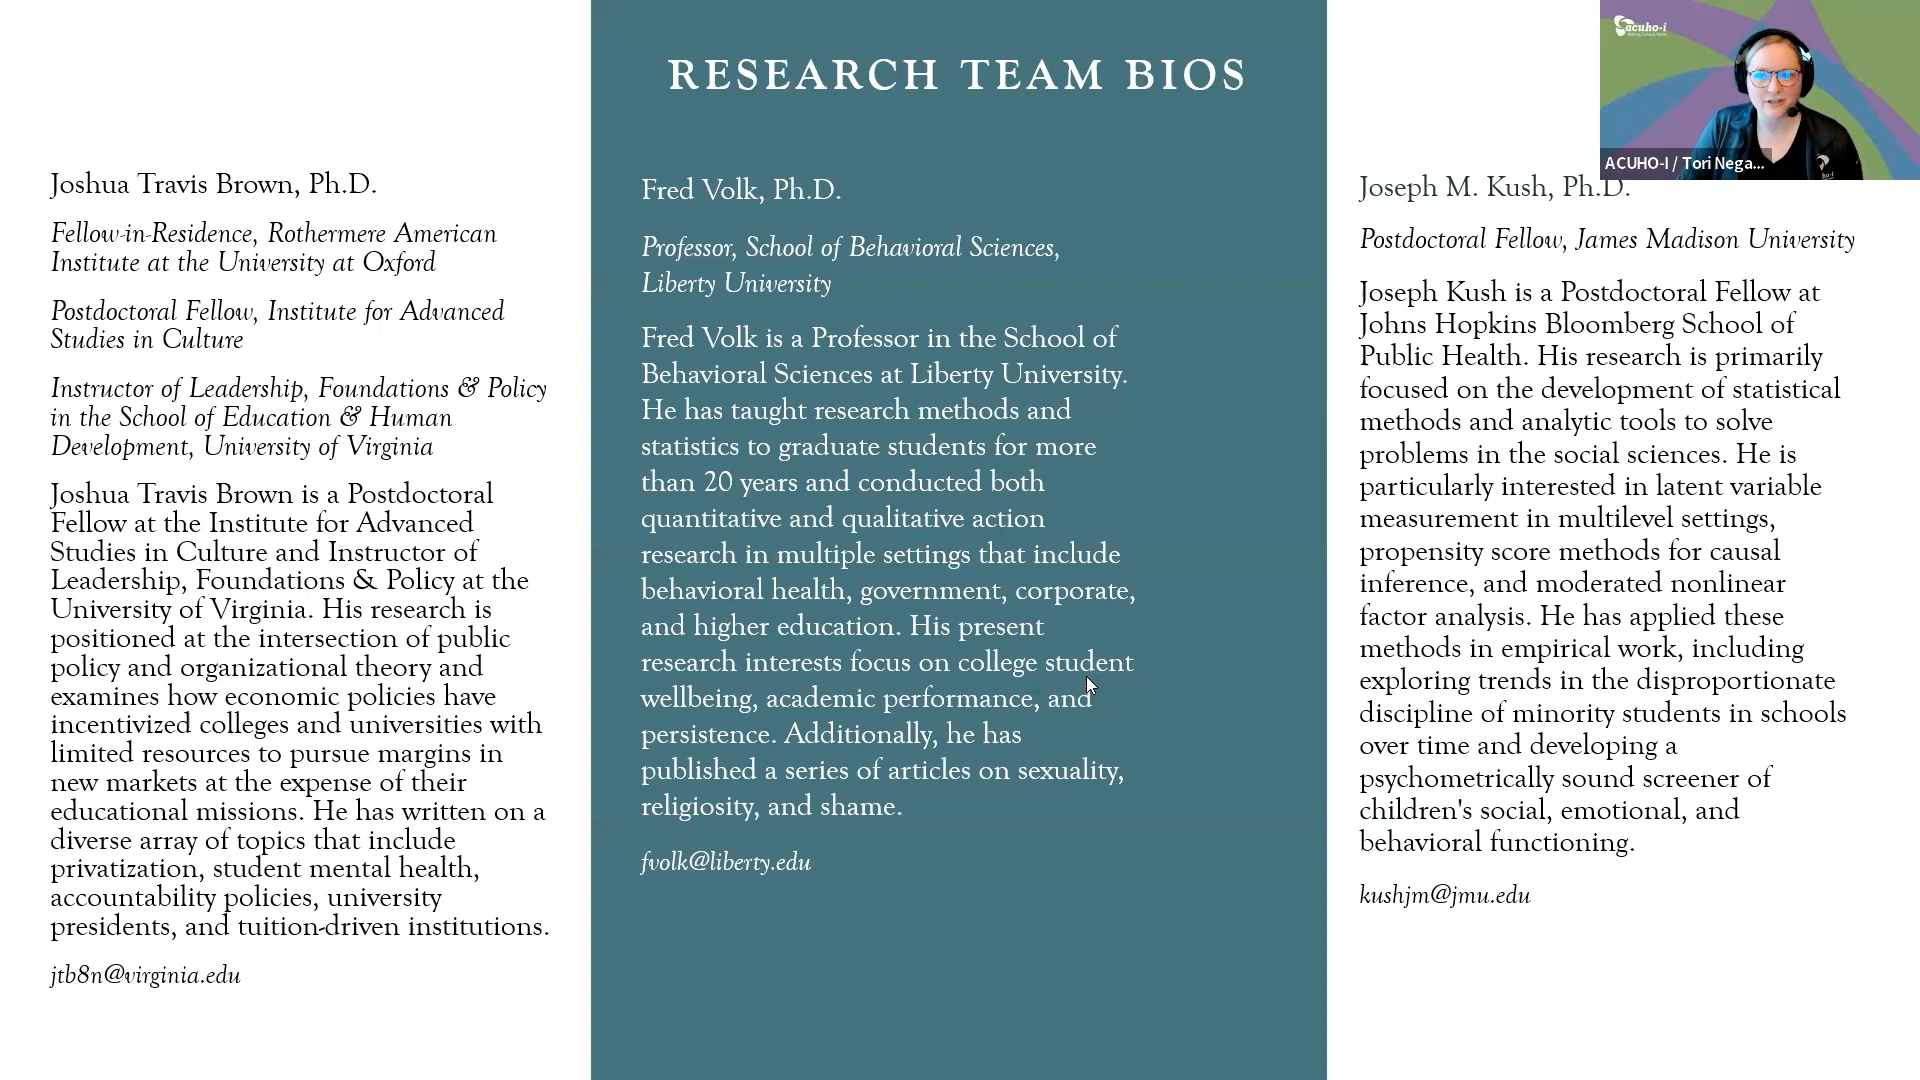 RESEARCH TEAM BIOS
Joshua Travis Brown, Ph.D.
Fellow-in-Residence, Rothermere American
Institute at the University at Oxford
Postdoctoral Fellow, Institute for Advanced
Studies in Culture
Instructor of Leadership, Foundations & Policy
in the School of Education & Human
Development, University of Virginia
Joshua Travis Brown is a Postdoctoral
Fellow at the Institute for Advanced
Studies in Culture and Instructor of
Leadership, Foundations & Policy at the
University of Virginia. His research is
positioned at the intersection of public
policy and organizational theory and
examines how economic policies have
incentivized colleges and universities with
limited resources to pursue margins in
new markets at the expense of their
educational missions. He has written on a
diverse array of topics that include
privatization, student mental health,
accountability policies, university
presidents, and tuition-driven institutions.
jtb8n@virginia.edu
Fred Volk, Ph.D.
Professor, School of Behavioral Sciences,
Liberty University
Fred Volk is a Professor in the School of
Behavioral Sciences at Liberty University.
He has taught research methods and
statistics to graduate students for more
than 20 years and conducted both
quantitative and qualitative action
research in multiple settings that include
behavioral health, government, corporate,
and higher education. His present
research interests focus on college student
wellbeing, academic performance, and
persistence. Additionally, he has
published a series of articles on sexuality,
religiosity, and shame.
fvolk@liberty.edu
acuho-i
ACUHO-I / Tori Nega...
Joseph M. Kush, Ph.D.
Postdoctoral Fellow, James Madison University
Joseph Kush is a Postdoctoral Fellow at
Johns Hopkins Bloomberg School of
Public Health. His research is primarily
focused on the development of statistical
methods and analytic tools to solve
problems in the social sciences. He is
particularly interested in latent variable
measurement in multilevel settings,
propensity score methods for causal
inference, and moderated nonlinear
factor analysis. He has applied these
methods in empirical work, including
exploring trends in the disproportionate
discipline of minority students in schools
over time and developing a
psychometrically sound screener of
children's social, emotional, and
behavioral functioning.
kushjm@jmu.edu